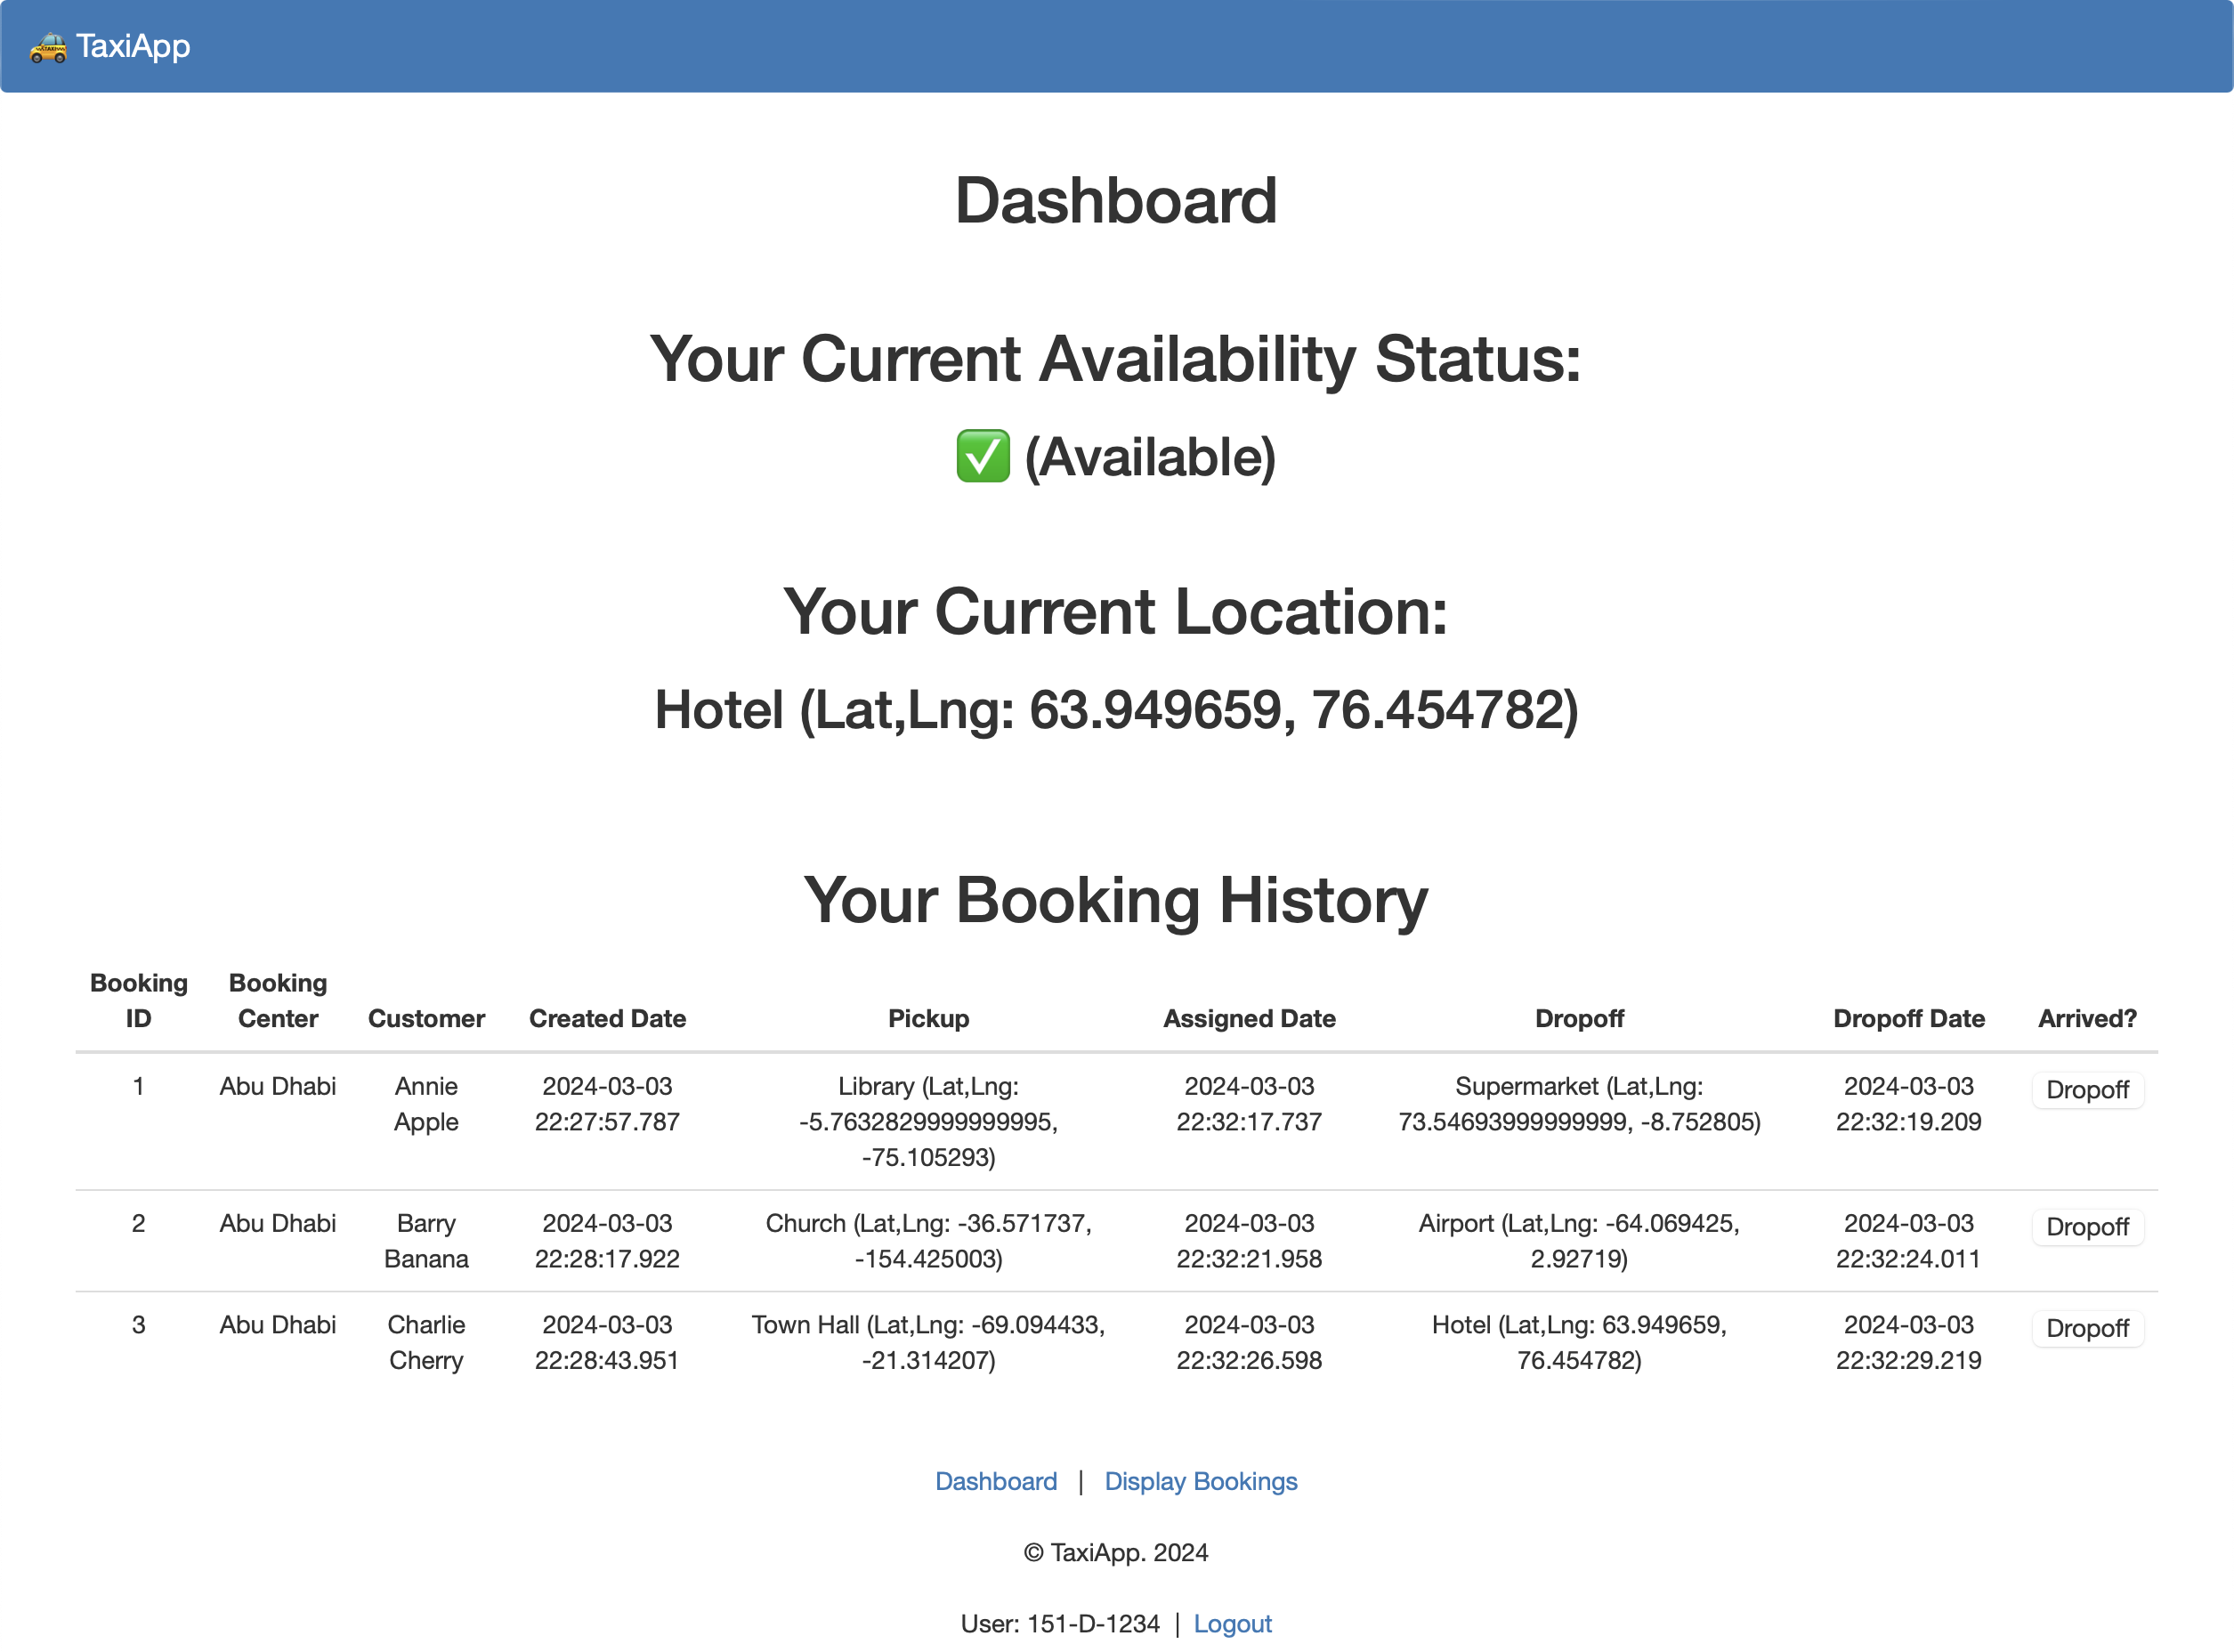 TaxiApp
Dashboard
Your Current Availability Status:
✅ (Available)
Your Current Location:
Hotel (Lat,Lng: 63.949659, 76.454782)
Your Booking History
Booking ID Booking Center Customer Created Date Pickup Assigned Date Dropoff Dropoff Date Arrived?
1 Abu Dhabi Annie 2024-03-03 Library (Lat,Lng: 2024-03-03 Supermarket (Lat,Lng: 2024-03-03 Dropoff
Apple 22:27:57.787 -5.7632829999999995, 22:32:17.737 73.54693999999999, -8.752805) 22:32:19.209
-75.105293)
2 Abu Dhabi Barry 2024-03-03 Church (Lat,Lng: -36.571737, 2024-03-03 Airport (Lat,Lng: -64.069425, 2024-03-03 Dropoff
Banana 22:28:17.922 -154.425003) 22:32:21.958 2.92719) 22:32:24.011
3 Abu Dhabi Charlie 2024-03-03 Town Hall (Lat,Lng: -69.094433, 2024-03-03 Hotel (Lat,Lng: 63.949659, 2024-03-03 Dropoff
Cherry 22:28:43.951 -21.314207) 22:32:26.598 76.454782) 22:32:29.219
Dashboard | Display Bookings
© TaxiApp. 2024
User: 151-D-1234 | Logout